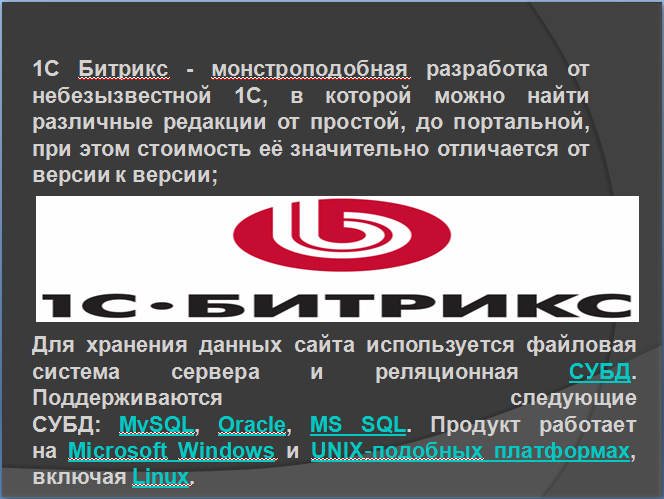 1С Битрикс - монстроподобная разработка от
небезызвестной 1С, в которой можно найти
различные редакции от простой, до портальной,
при этом стоимость её значительно отличается от
версии к версии;
1С·БИТРИКС
Для хранения данных сайта используется файловая
система сервера и реляционная СУБД.
Поддерживаются следующие
СУБД: MySQL, Oracle, MS SQL. Продукт работает
на Microsoft Windows и UNIX-подобных платформах,
включая Linux.